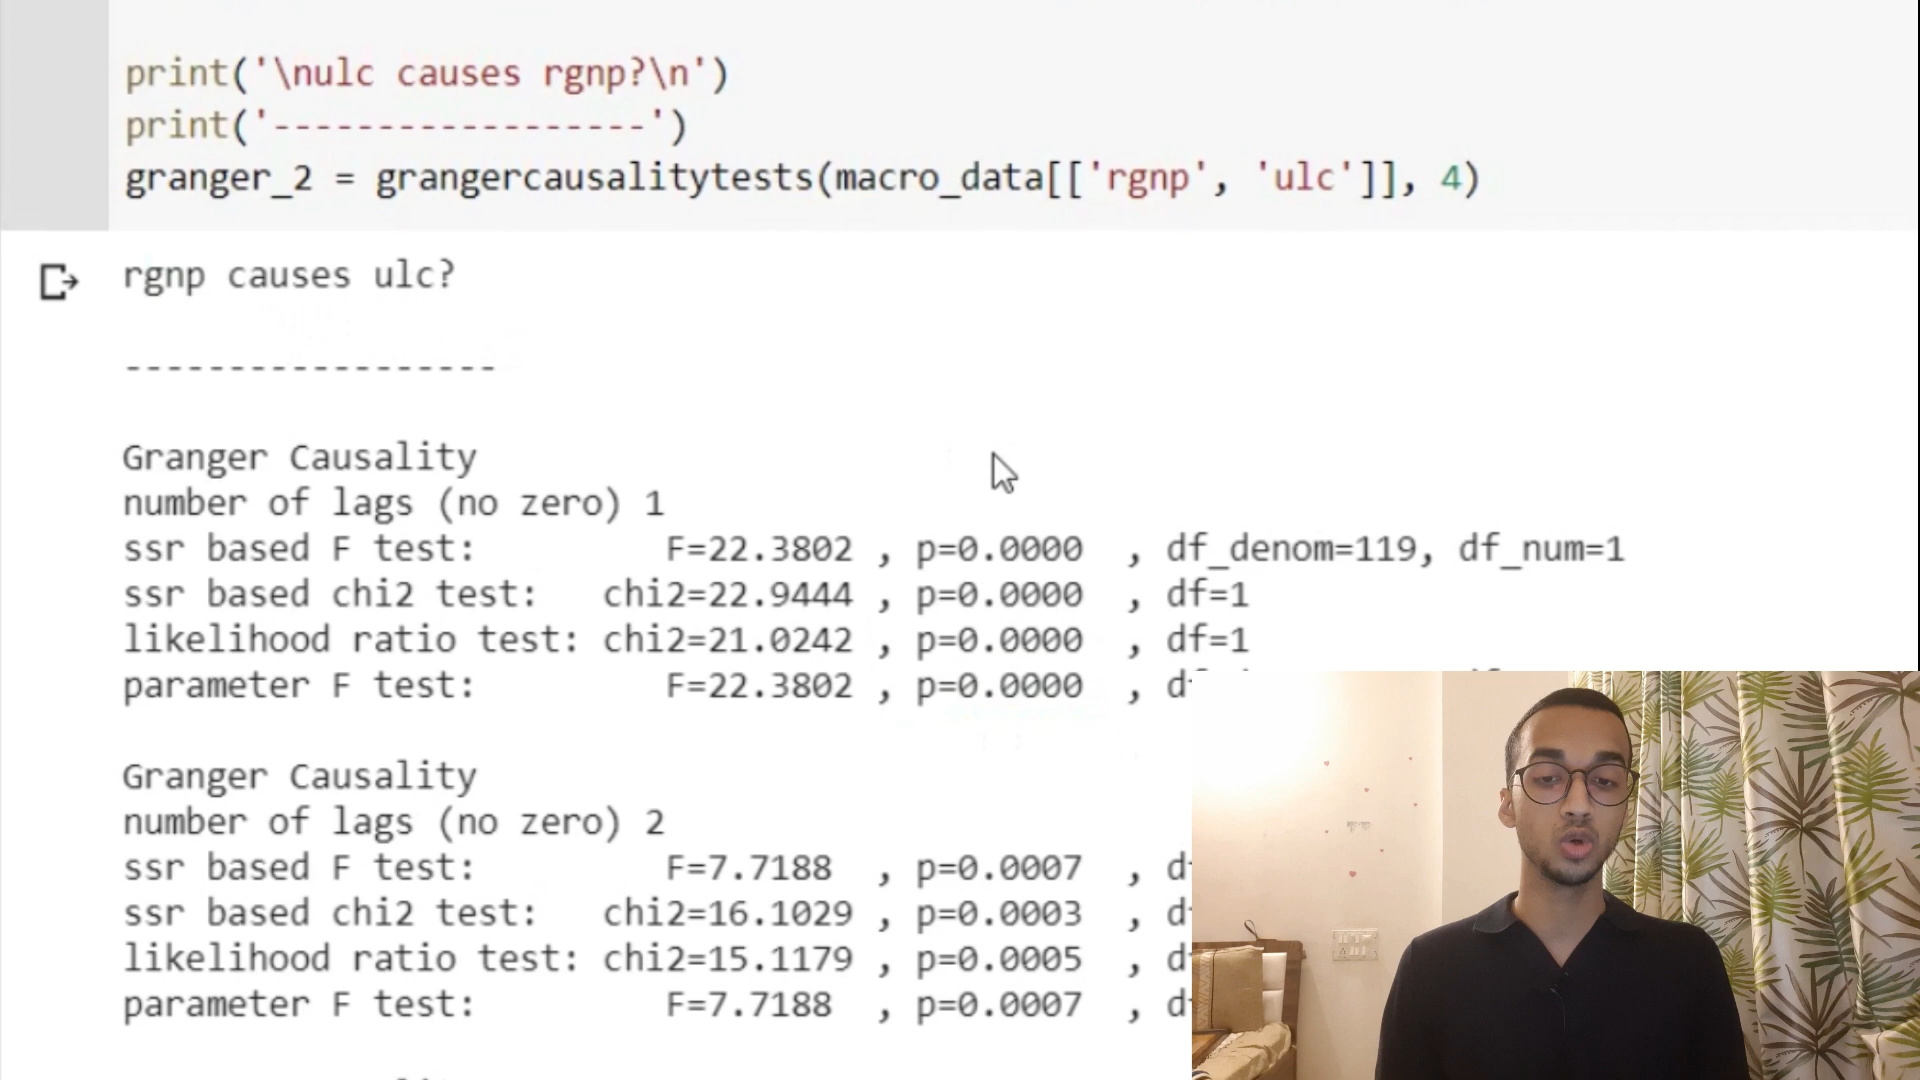 print('\nulc causes rgnp?\n')
print('------------------')
granger_2 = grangercausalitytests(macro_data[['rgnp', 'ulc']], 4)
rgnp causes ulc?
------------------
Granger Causality
number of lags (no zero) 1
ssr based F test:         F=22.3802 , p=0.0000  , df_denom=119, df_num=1
ssr based chi2 test:   chi2=22.9444 , p=0.0000  , df=1
likelihood ratio test: chi2=21.0242 , p=0.0000  , df=1
parameter F test:         F=22.3802 , p=0.0000  , d
Granger Causality
number of lags (no zero) 2
ssr based F test:         F=7.7188  , p=0.0007  , d
ssr based chi2 test:   chi2=16.1029 , p=0.0003  , d
likelihood ratio test: chi2=15.1179 , p=0.0005  , d
parameter F test:         F=7.7188  , p=0.0007  , d